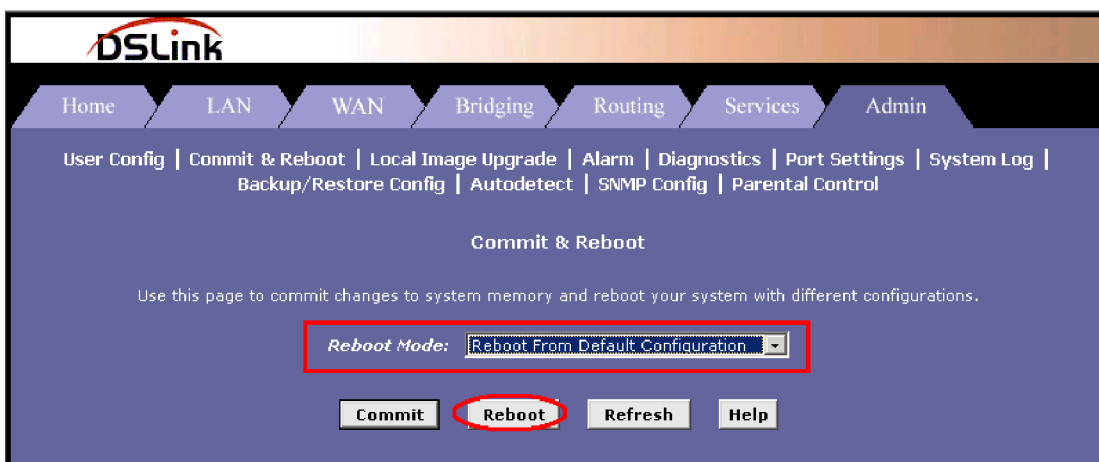 DSLink
Home LAN WAN Bridging Routing Services Admin
User Config | Commit & Reboot | Local Image Upgrade | Alarm | Diagnostics | Port Settings | System Log |
Backup/Restore Config | Autodetect | SNMP Config | Parental Control
Commit & Reboot
Use this page to commit changes to system memory and reboot your system with different configurations.
Reboot Mode: Reboot From Default Configuration
Commit Reboot Refresh Help